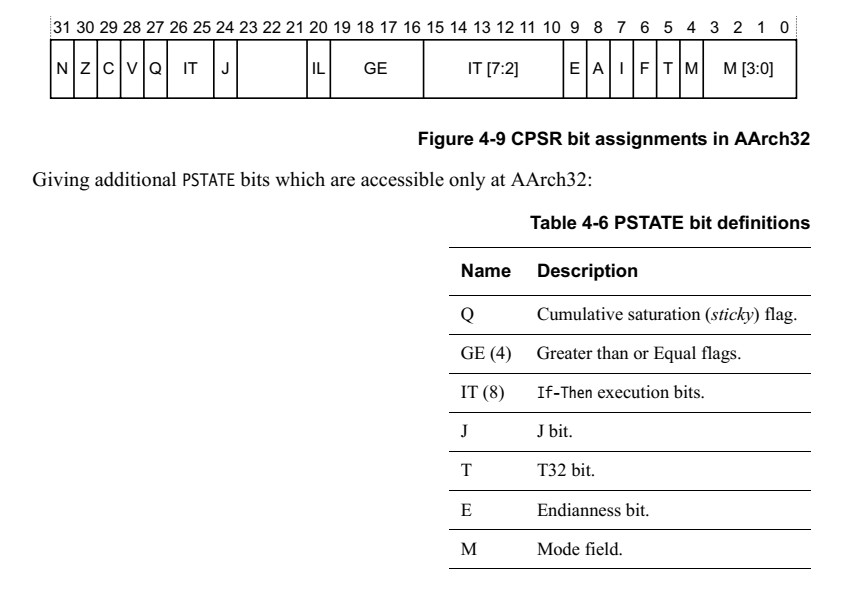 31 30 29 28 27 26 25 24 23 22 21 20 19 18 17 16 15 14 13 12 11 10 9 8 7 6 5 4 3 2 1 0
N Z C V Q IT J IL GE IT [7:2] E A I F T M M [3:0]
Figure 4-9 CPSR bit assignments in AArch32
Giving additional PSTATE bits which are accessible only at AArch32:
Table 4-6 PSTATE bit definitions
Name Description
Q Cumulative saturation (sticky) flag.
GE (4) Greater than or Equal flags.
IT (8) If-Then execution bits.
J J bit.
T T32 bit.
E Endianness bit.
M Mode field.